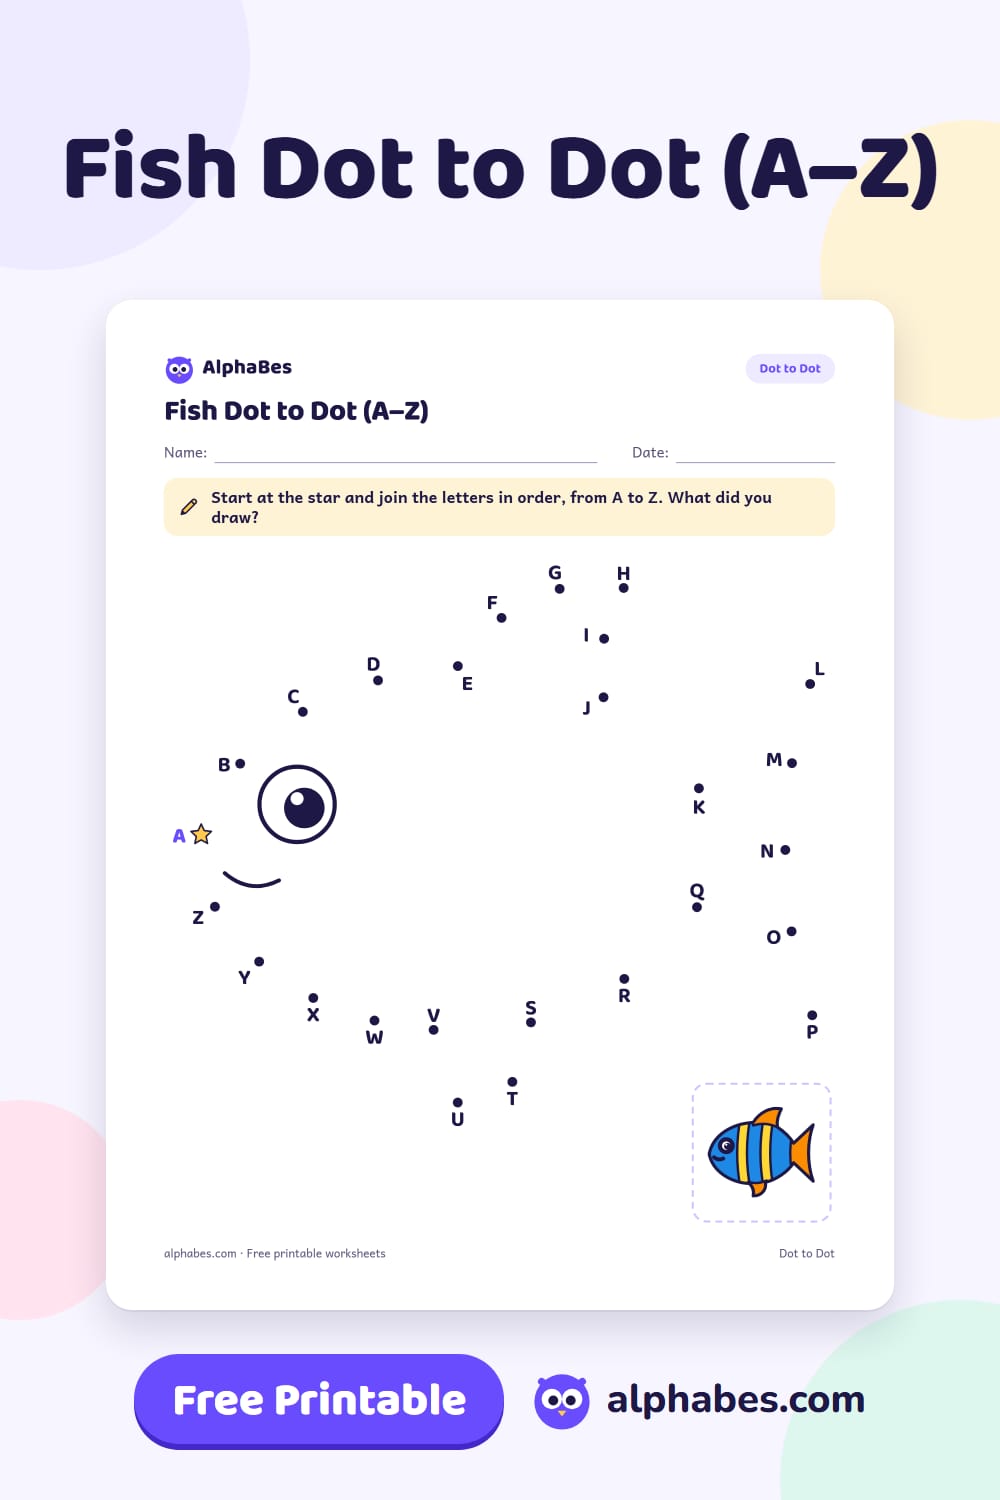 Fish Dot to Dot (A–Z)
AlphaBes
Dot to Dot
Fish Dot to Dot (A–Z)
Name:
Date:
Start at the star and join the letters in order, from A to Z. What did you
draw?
G
H
F
I
D
E
L
C
J
B
M
K
A
N
Q
Z
O
Y
R
X
S
V
W
P
T
U
alphabes.com · Free printable worksheets
Dot to Dot
Free Printable
alphabes.com